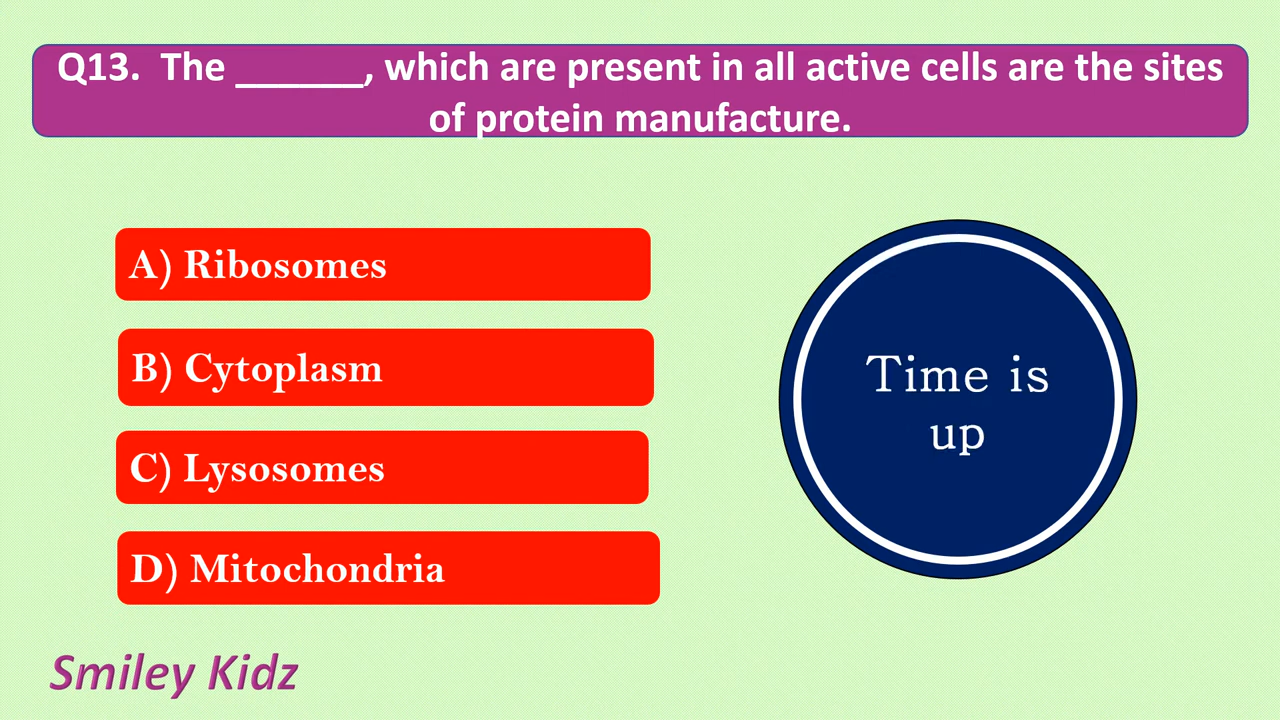 Q13. The ______, which are present in all active cells are the sites
of protein manufacture.
A) Ribosomes
B) Cytoplasm
C) Lysosomes
D) Mitochondria
Time is
up
Smiley Kidz